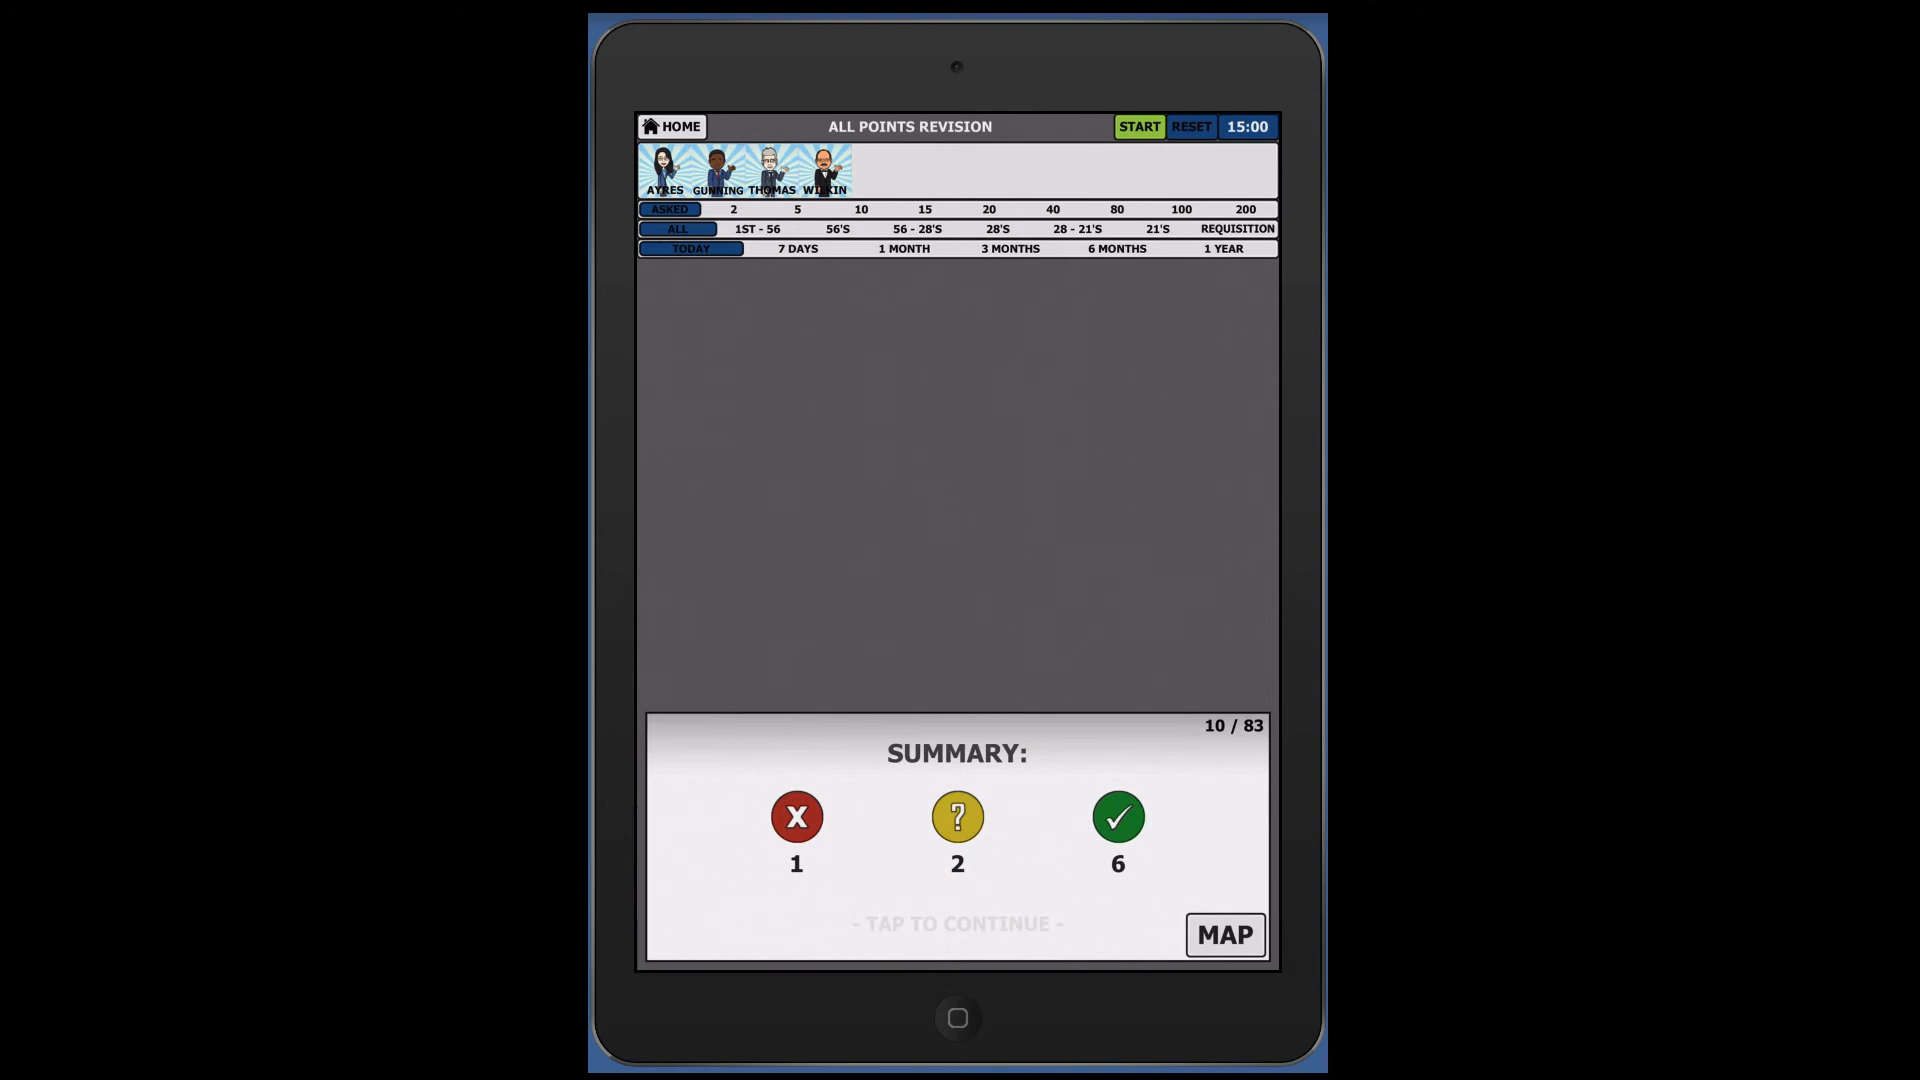 HOME ALL POINTS REVISION START RESET 15:00
AYRES GUNNING THOMAS WILKIN
ASKED 2 5 10 15 20 40 80 100 200
ALL 1ST - 56 56'S 56 - 28'S 28'S 28 - 21'S 21'S REQUISITION
TODAY 7 DAYS 1 MONTH 3 MONTHS 6 MONTHS 1 YEAR
10 / 83
SUMMARY:
X ? ✓
1 2 6
- TAP TO CONTINUE -
MAP